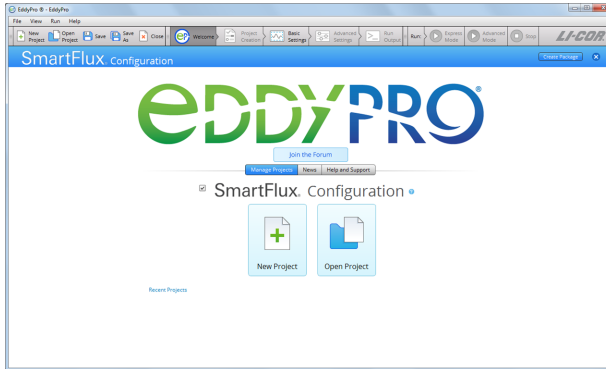 EddyPro ® - EddyPro
File View Run Help
New Project Open Project Save Save As Close Welcome Project Creation Basic Settings Advanced Settings Run Output Run: Express Mode Advanced Mode Stop LI-COR
SmartFlux® Configuration Create Package
EDDYPRO®
Join the Forum
Manage Projects News Help and Support
SmartFlux® Configuration
New Project Open Project
Recent Projects